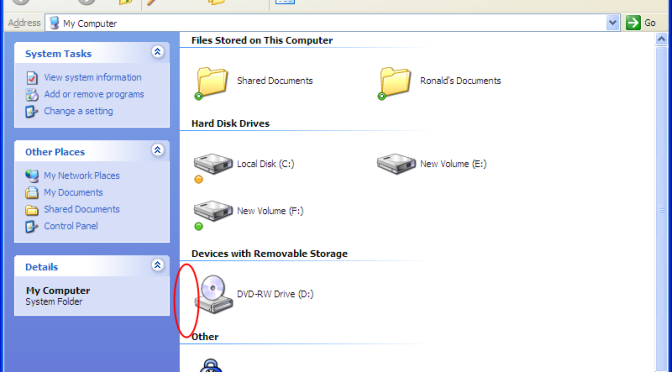 Address My Computer Go
System Tasks
View system information
Add or remove programs
Change a setting
Other Places
My Network Places
My Documents
Shared Documents
Control Panel
Details
My Computer
System Folder
Files Stored on This Computer
Shared Documents Ronald's Documents
Hard Disk Drives
Local Disk (C:) New Volume (E:)
New Volume (F:)
Devices with Removable Storage
DVD-RW Drive (D:)
Other